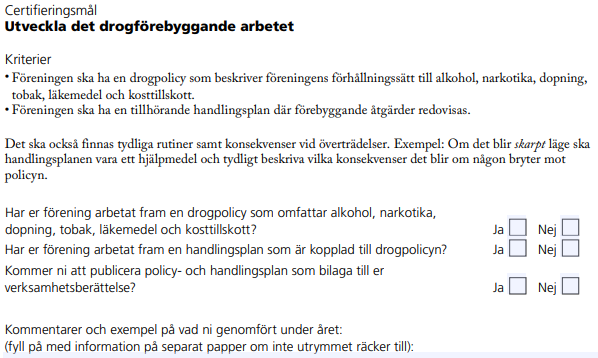 Certifieringsmål
Utveckla det drogförebyggande arbetet
Kriterier
• Föreningen ska ha en drogpolicy som beskriver föreningens förhållningssätt till alkohol, narkotika, dopning,
tobak, läkemedel och kosttillskott.
• Föreningen ska ha en tillhörande handlingsplan där förebyggande åtgärder redovisas.
Det ska också finnas tydliga rutiner samt konsekvenser vid överträdelser. Exempel: Om det blir skarpt läge ska
handlingsplanen vara ett hjälpmedel och tydligt beskriva vilka konsekvenser det blir om någon bryter mot
policyn.
Har er förening arbetat fram en drogpolicy som omfattar alkohol, narkotika,
dopning, tobak, läkemedel och kosttillskott? Ja Nej
Har er förening arbetat fram en handlingsplan som är kopplad till drogpolicyn? Ja Nej
Kommer ni att publicera policy- och handlingsplan som bilaga till er
verksamhetsberättelse? Ja Nej
Kommentarer och exempel på vad ni genomfört under året:
(fyll på med information på separat papper om inte utrymmet räcker till):